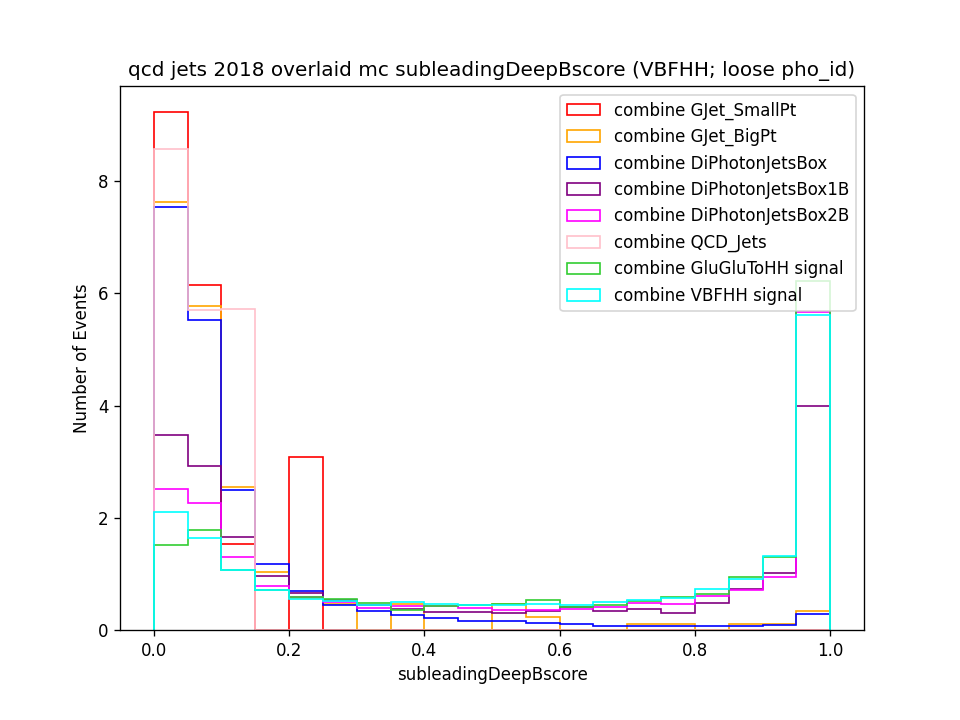 qcd jets 2018 overlaid mc subleadingDeepBscore (VBFHH; loose pho_id)
combine GJet_SmallPt
combine GJet_BigPt
combine DiPhotonJetsBox
combine DiPhotonJetsBox1B
combine DiPhotonJetsBox2B
combine QCD_Jets
combine GluGluToHH signal
combine VBFHH signal
Number of Events
8
6
4
2
0
0.0 0.2 0.4 0.6 0.8 1.0
subleadingDeepBscore